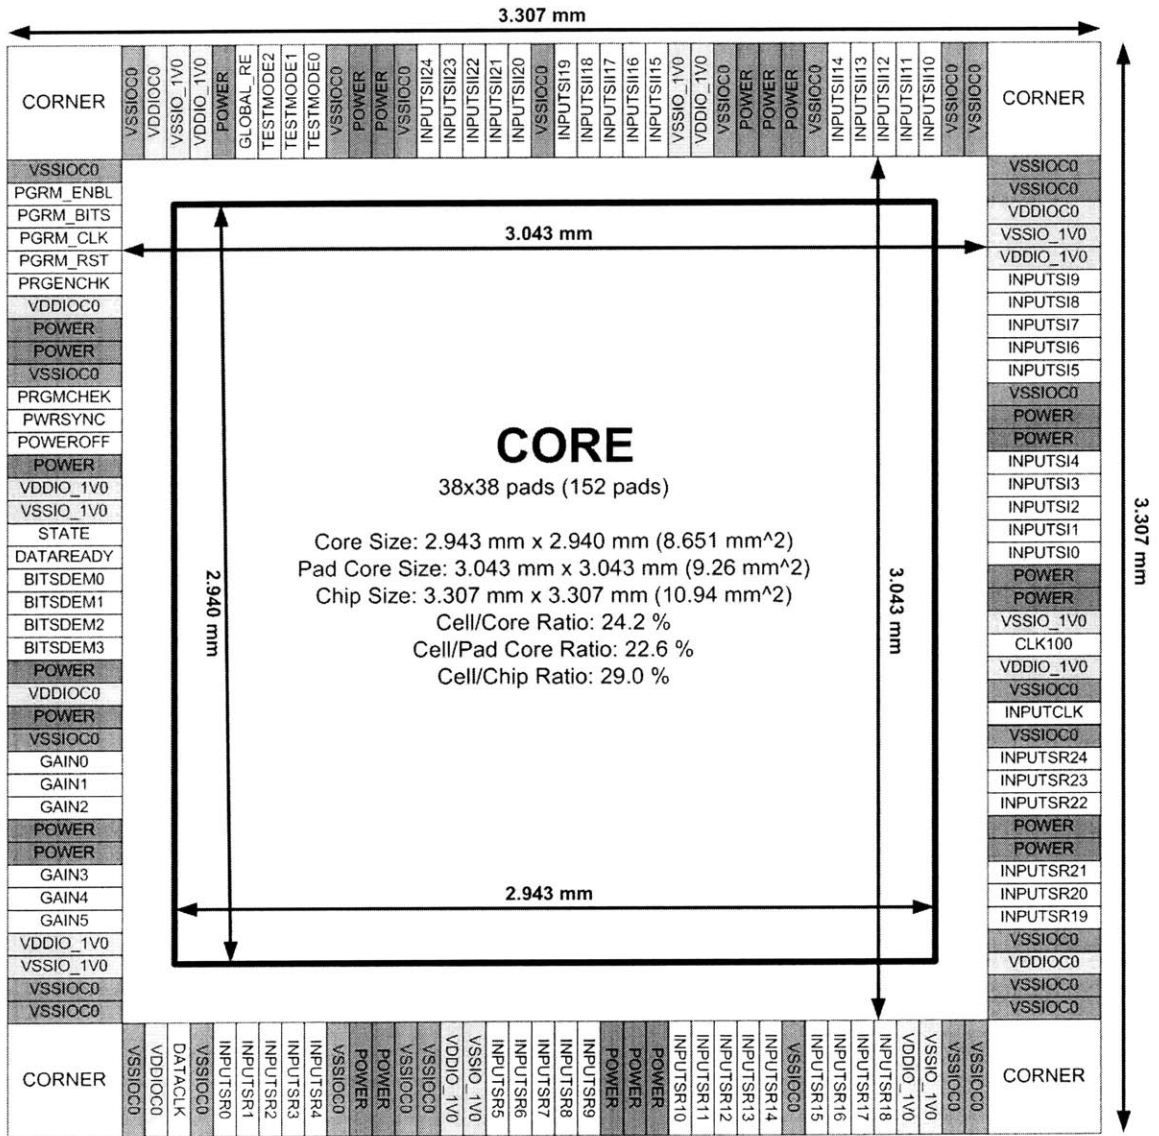 3.307 mm
CORNER
VSSIOC0
VDDIOC0
VSSIO_1V0
VDDIO_1V0
POWER
GLOBAL_RE
TESTMODE2
TESTMODE1
TESTMODE0
VSSIOC0
POWER
POWER
VSSIOC0
INPUTSII24
INPUTSII23
INPUTSII22
INPUTSII21
INPUTSII20
VSSIOC0
INPUTSI19
INPUTSII18
INPUTSII17
INPUTSII16
INPUTSII15
VSSIO_1V0
VDDIO_1V0
VSSIOC0
POWER
POWER
POWER
VSSIOC0
INPUTSII14
INPUTSII13
INPUTSII12
INPUTSII11
INPUTSII10
VSSIOC0
VSSIOC0
CORNER
VSSIOC0
PGRM_ENBL
PGRM_BITS
PGRM_CLK
PGRM_RST
PRGENCHK
VDDIOC0
POWER
POWER
VSSIOC0
PRGMCHEK
PWRSYNC
POWEROFF
POWER
VDDIO_1V0
VSSIO_1V0
STATE
DATAREADY
BITSDEM0
BITSDEM1
BITSDEM2
BITSDEM3
POWER
VDDIOC0
POWER
VSSIOC0
GAIN0
GAIN1
GAIN2
POWER
POWER
GAIN3
GAIN4
GAIN5
VDDIO_1V0
VSSIO_1V0
VSSIOC0
VSSIOC0
3.043 mm
CORE
38x38 pads (152 pads)
Core Size: 2.943 mm x 2.940 mm (8.651 mm^2)
Pad Core Size: 3.043 mm x 3.043 mm (9.26 mm^2)
Chip Size: 3.307 mm x 3.307 mm (10.94 mm^2)
Cell/Core Ratio: 24.2 %
Cell/Pad Core Ratio: 22.6 %
Cell/Chip Ratio: 29.0 %
2.940 mm
3.043 mm
2.943 mm
VSSIOC0
VSSIOC0
VDDIOC0
VSSIO_1V0
VDDIO_1V0
INPUTSI9
INPUTSI8
INPUTSI7
INPUTSI6
INPUTSI5
VSSIOC0
POWER
POWER
INPUTSI4
INPUTSI3
INPUTSI2
INPUTSI1
INPUTSI0
POWER
POWER
VSSIO_1V0
CLK100
VDDIO_1V0
VSSIOC0
INPUTCLK
VSSIOC0
INPUTSR24
INPUTSR23
INPUTSR22
POWER
POWER
INPUTSR21
INPUTSR20
INPUTSR19
VSSIOC0
VDDIOC0
VSSIOC0
VSSIOC0
3.307 mm
CORNER
VSSIOC0
VDDIOC0
DATACLK
VSSIOC0
INPUTSR0
INPUTSR1
INPUTSR2
INPUTSR3
INPUTSR4
VSSIOC0
POWER
POWER
VSSIOC0
VSSIOC0
VDDIO_1V0
VSSIO_1V0
INPUTSR5
INPUTSR6
INPUTSR7
INPUTSR8
INPUTSR9
POWER
POWER
POWER
INPUTSR10
INPUTSR11
INPUTSR12
INPUTSR13
INPUTSR14
VSSIOC0
INPUTSR15
INPUTSR16
INPUTSR17
INPUTSR18
VDDIO_1V0
VSSIO_1V0
VSSIOC0
VSSIOC0
CORNER